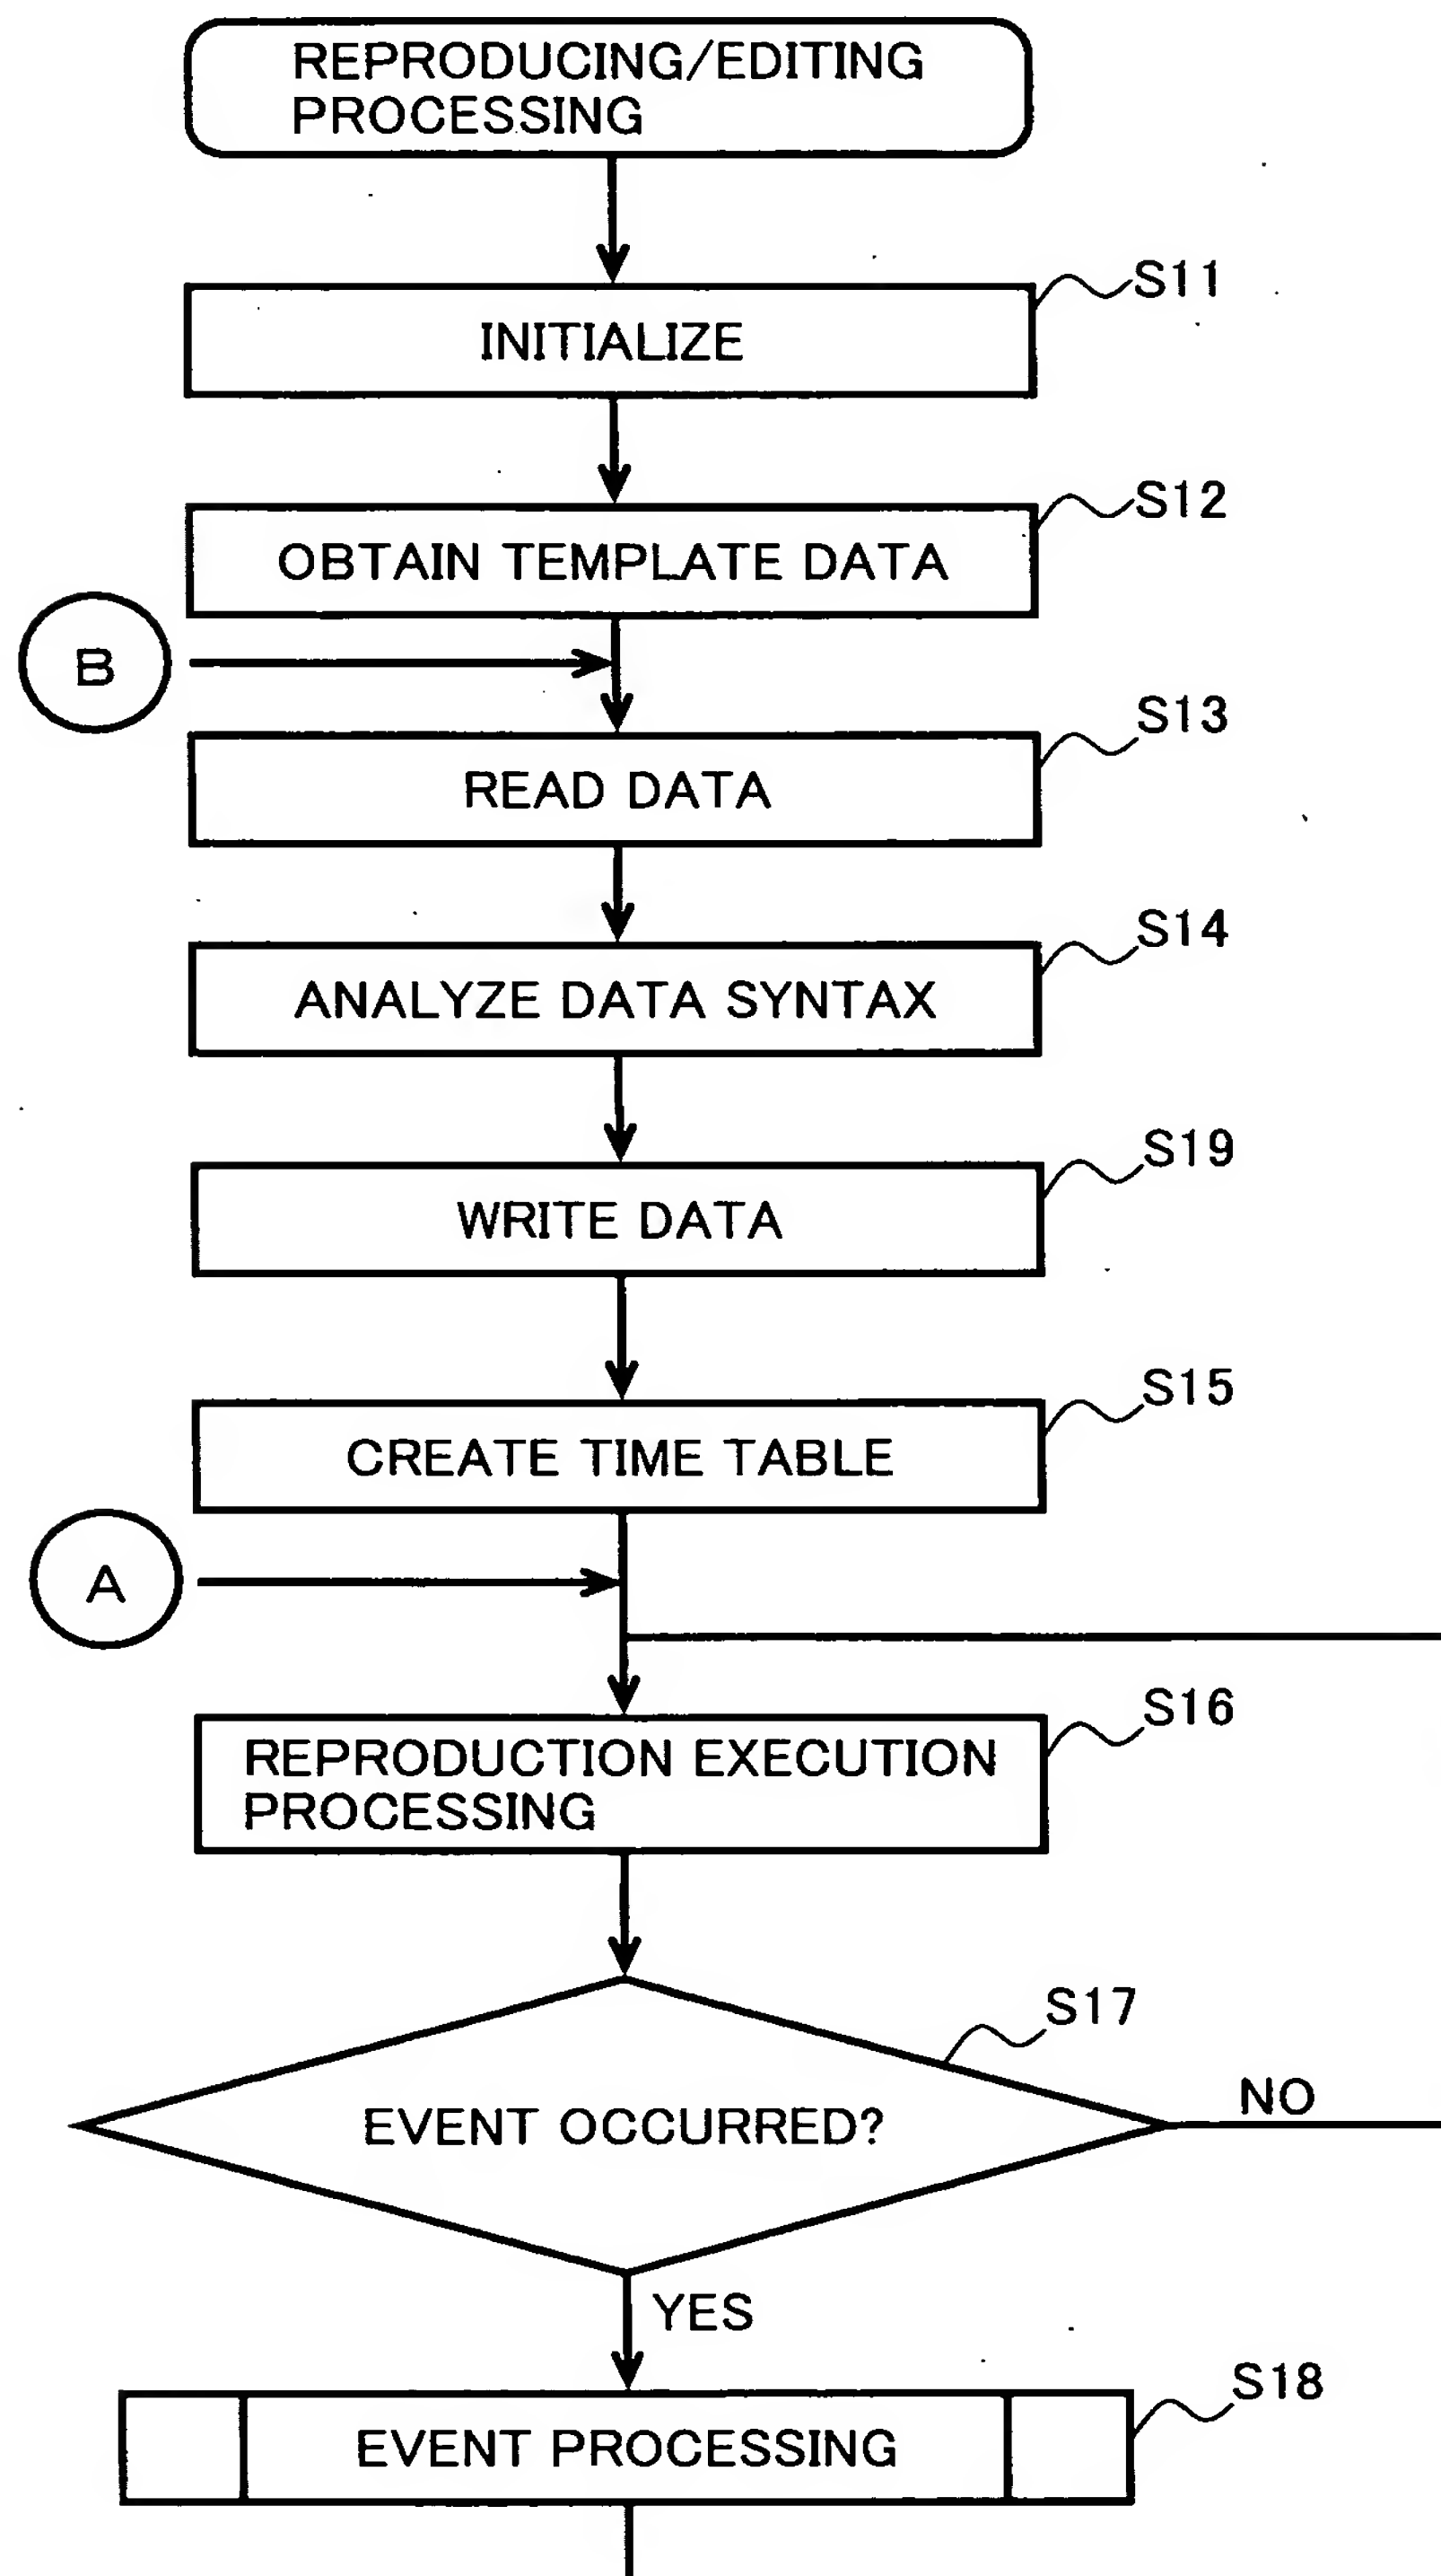 REPRODUCING/EDITING
PROCESSING
S11
INITIALIZE
S12
OBTAIN TEMPLATE DATA
B
S13
READ DATA
S14
ANALYZE DATA SYNTAX
S19
WRITE DATA
S15
CREATE TIME TABLE
A
S16
REPRODUCTION EXECUTION
PROCESSING
S17
EVENT OCCURRED?
NO
YES
S18
EVENT PROCESSING